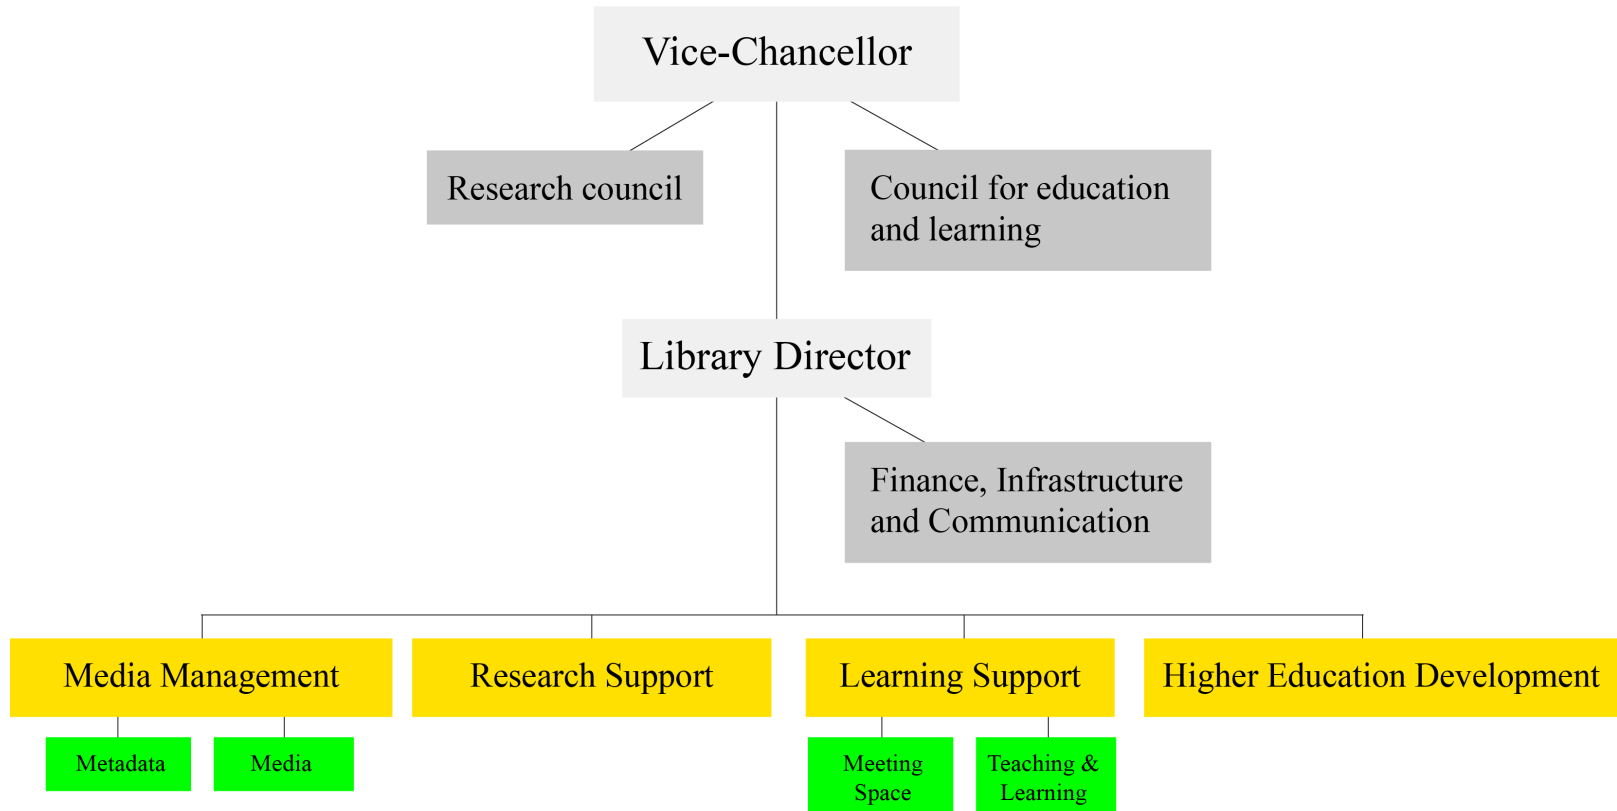 Vice-Chancellor
Research council
Council for education
and learning
Library Director
Finance, Infrastructure
and Communication
Media Management
Research Support
Learning Support
Higher Education Development
Metadata
Media
Meeting
Space
Teaching &
Learning